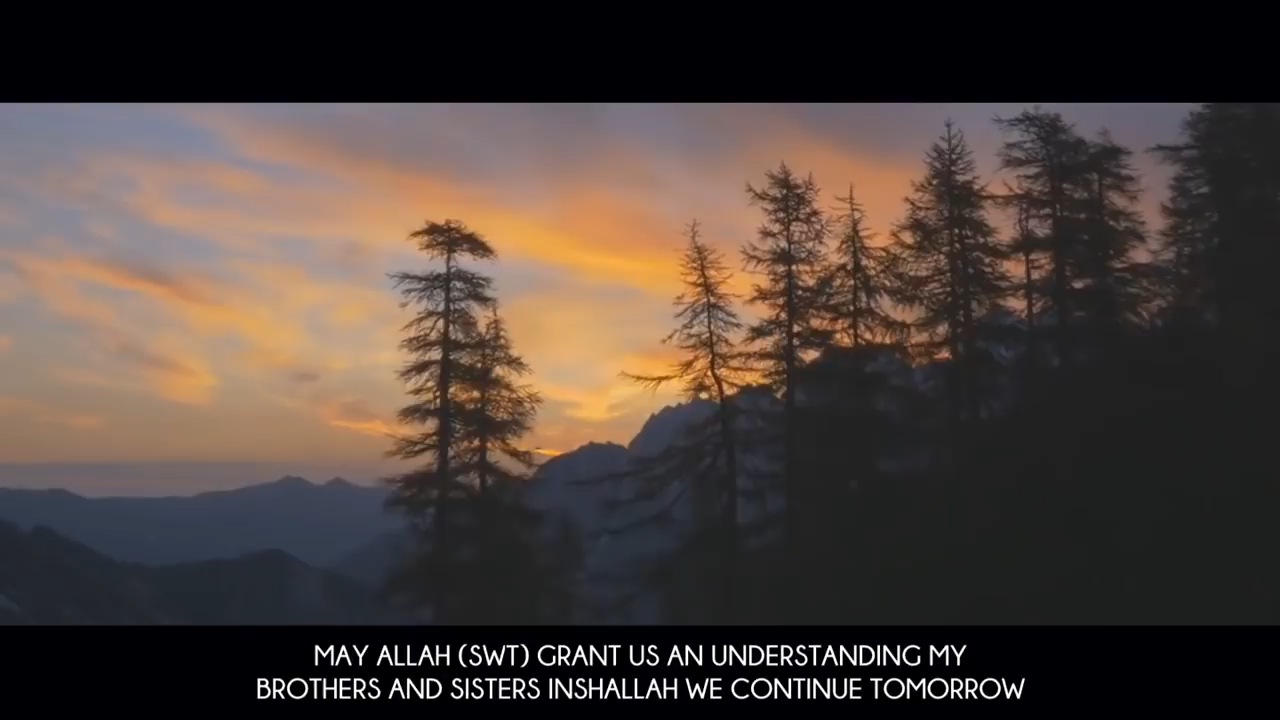 MAY ALLAH (SWT) GRANT US AN UNDERSTANDING MY
BROTHERS AND SISTERS INSHALLAH WE CONTINUE TOMORROW